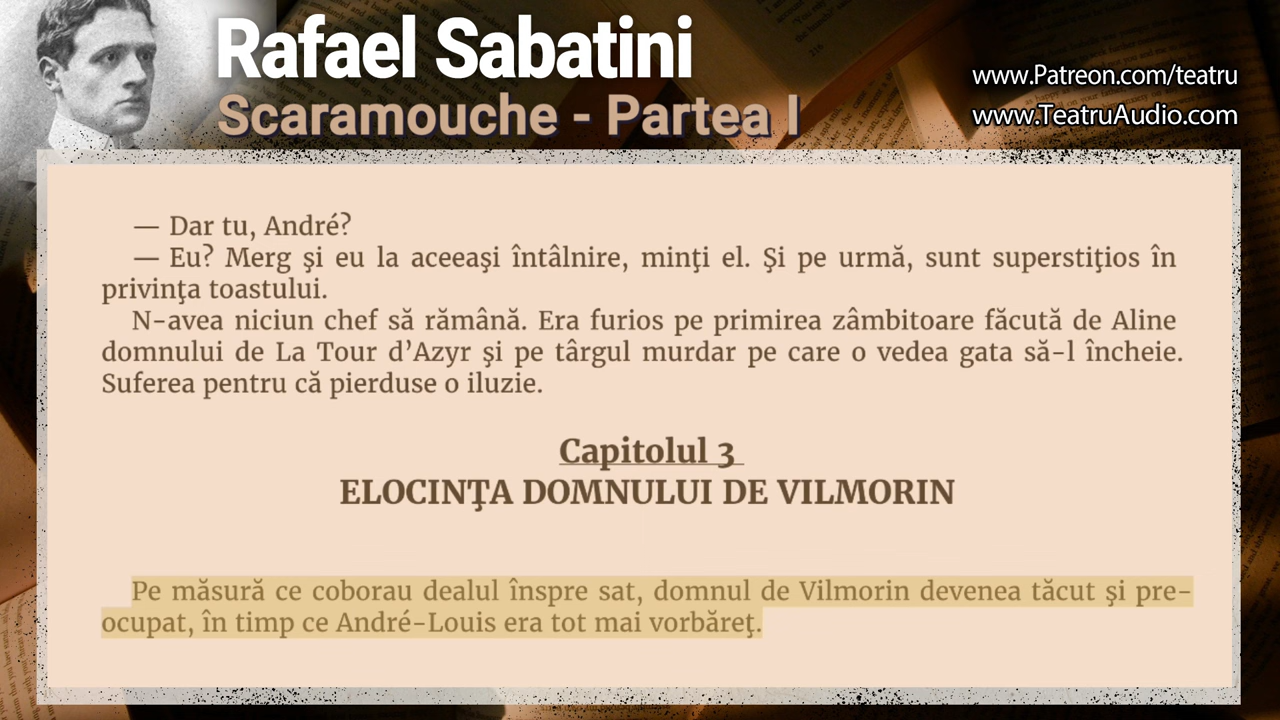 Rafael Sabatini
Scaramouche - Partea I
www.Patreon.com/teatru
www.TeatruAudio.com
— Dar tu, André?
— Eu? Merg şi eu la aceeaşi întâlnire, minţi el. Şi pe urmă, sunt superstiţios în
privinţa toastului.
N-avea niciun chef să rămână. Era furios pe primirea zâmbitoare făcută de Aline
domnului de La Tour d’Azyr şi pe târgul murdar pe care o vedea gata să-l încheie.
Suferea pentru că pierduse o iluzie.
Capitolul 3
ELOCINŢA DOMNULUI DE VILMORIN
Pe măsură ce coborau dealul înspre sat, domnul de Vilmorin devenea tăcut şi pre-
ocupat, în timp ce André-Louis era tot mai vorbăreţ.